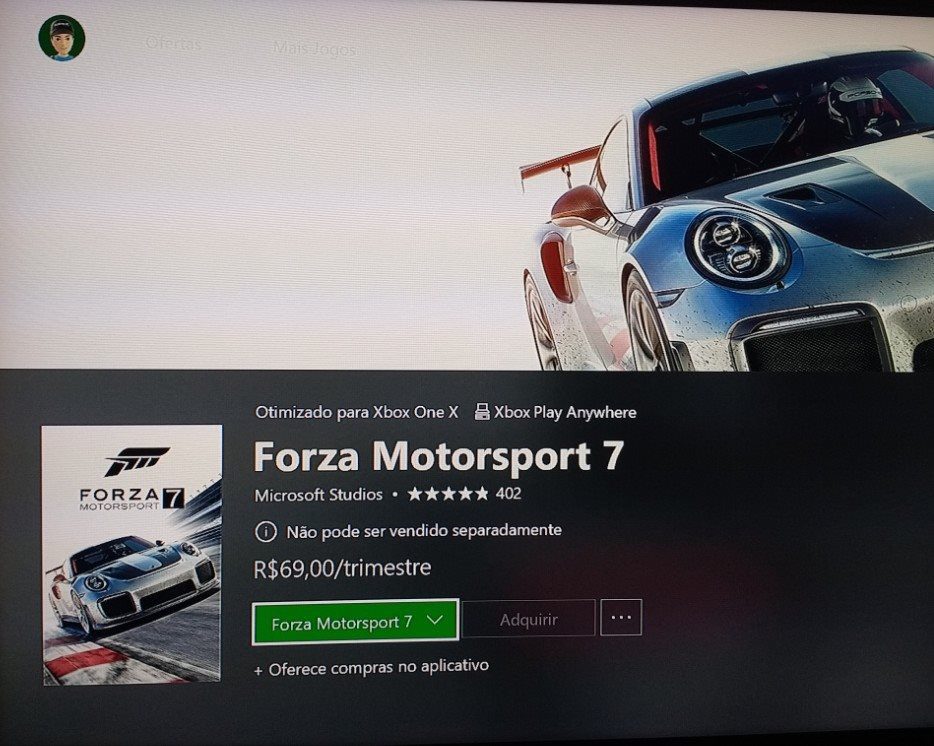 Ofertas Mais Jogos
Otimizado para Xbox One X Xbox Play Anywhere
Forza Motorsport 7
Microsoft Studios • ★★★★★ 402
Não pode ser vendido separadamente
R$69,00/trimestre
Forza Motorsport 7 Adquirir ...
+ Oferece compras no aplicativo
FORZA 7
MOTORSPORT
PORSCHE